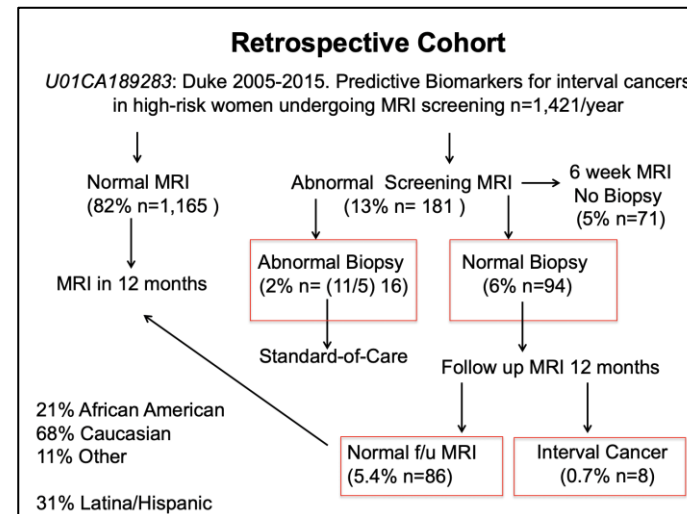 Retrospective Cohort
U01CA189283: Duke 2005-2015. Predictive Biomarkers for interval cancers
in high-risk women undergoing MRI screening n=1,421/year
Normal MRI
(82% n=1,165 )
Abnormal  Screening MRI
(13% n= 181 )
6 week MRI
No Biopsy
(5% n=71)
MRI in 12 months
Abnormal Biopsy
(2% n= (11/5) 16)
Normal Biopsy
(6% n=94)
Standard-of-Care
Follow up MRI 12 months
21% African American
68% Caucasian
11% Other
31% Latina/Hispanic
Normal f/u MRI
(5.4% n=86)
Interval Cancer
(0.7% n=8)